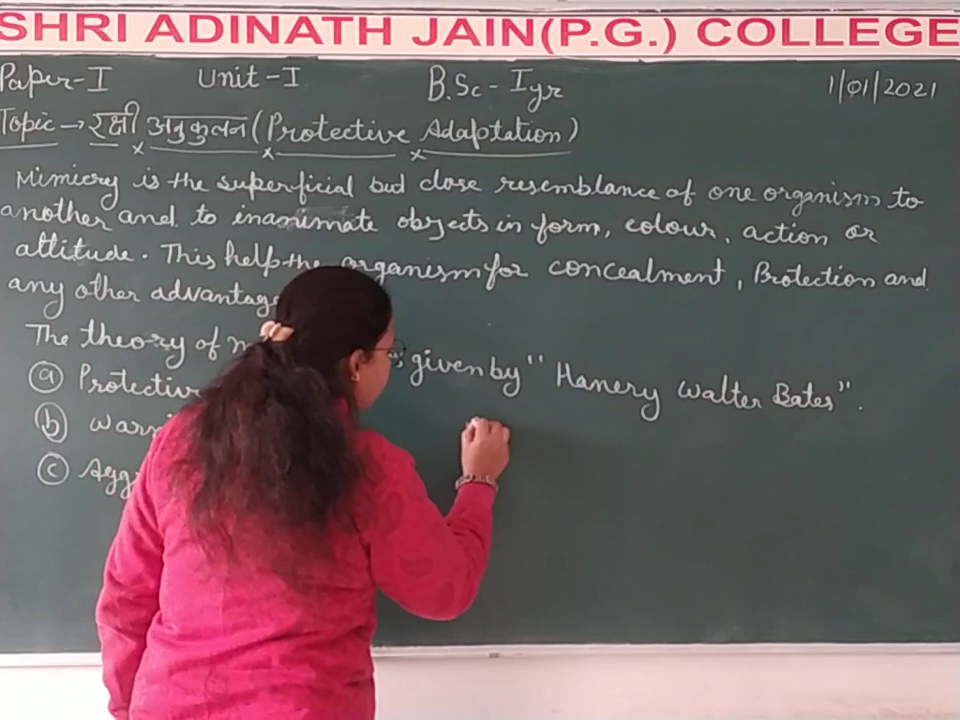 SHRI ADINATH JAIN(P.G.) COLLEGE
Paper-I Unit-I B.Sc-Iyr 1/01/2021
Topic → रक्षी अनुकुलन (Protective Adaptation)
Mimicry is the superficial but close resemblance of one organism to
another and to inanimate objects in form, colour, action or
attitude. This help the organism for concealment, Protection and
any other advantage
The theory of given by "Hanery Walter Bates".
(a) Protective
(b)
(c)